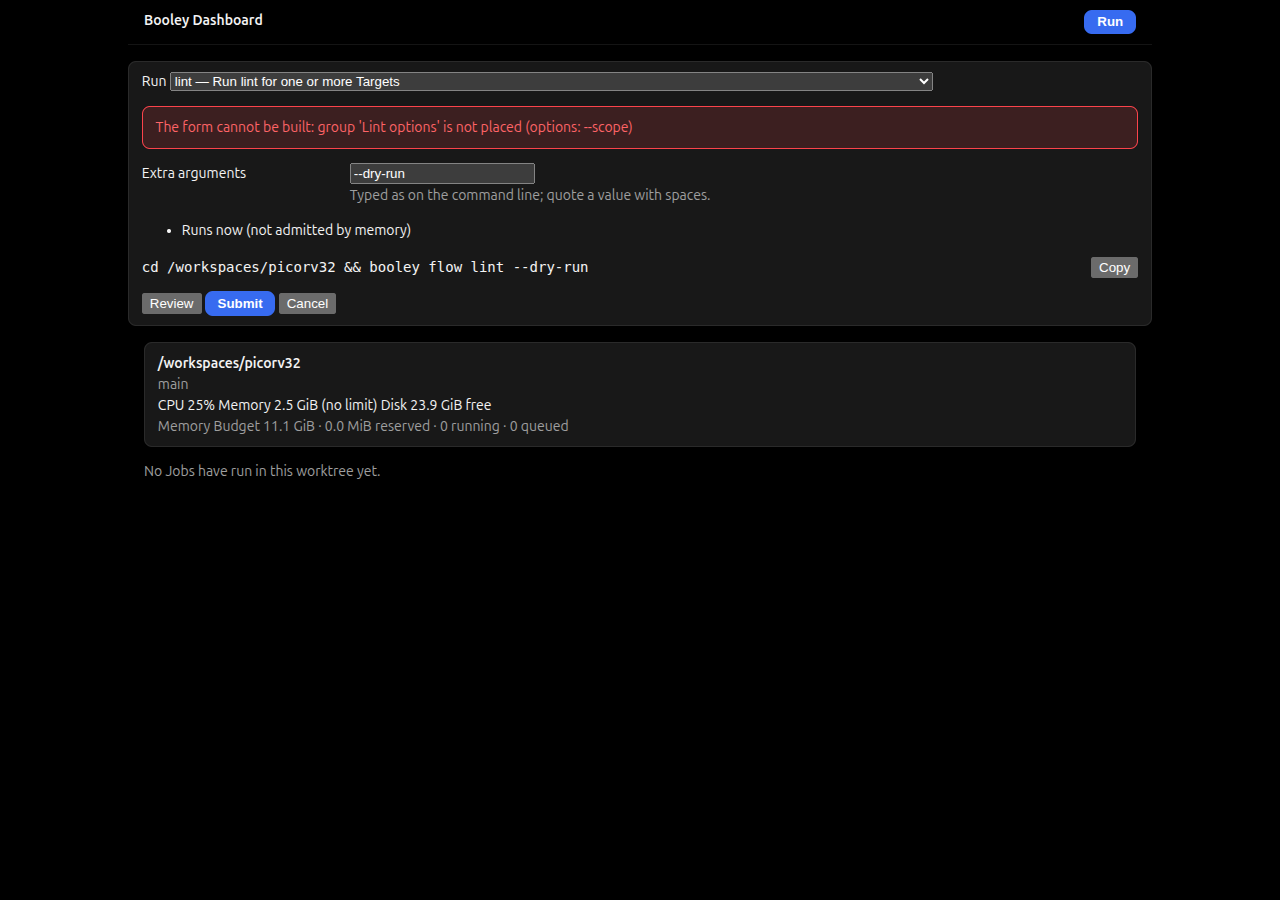 Booley Dashboard
Run
Run lint — Run lint for one or more Targets
The form cannot be built: group 'Lint options' is not placed (options: --scope)
Extra arguments --dry-run
Typed as on the command line; quote a value with spaces.
• Runs now (not admitted by memory)
cd /workspaces/picorv32 && booley flow lint --dry-run
Copy
Review Submit Cancel
/workspaces/picorv32
main
CPU 25% Memory 2.5 GiB (no limit) Disk 23.9 GiB free
Memory Budget 11.1 GiB · 0.0 MiB reserved · 0 running · 0 queued
No Jobs have run in this worktree yet.